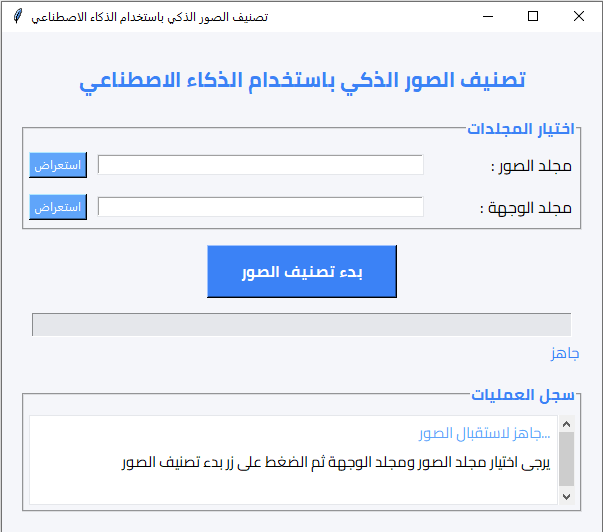 تصنيف الصور الذكي باستخدام الذكاء الاصطناعي
تصنيف الصور الذكي باستخدام الذكاء الاصطناعي
اختيار المجلدات
مجلد الصور :
استعراض
مجلد الوجهة :
استعراض
بدء تصنيف الصور
جاهز
سجل العمليات
جاهز لاستقبال الصور...
يرجى اختيار مجلد الصور ومجلد الوجهة ثم الضغط على زر بدء تصنيف الصور